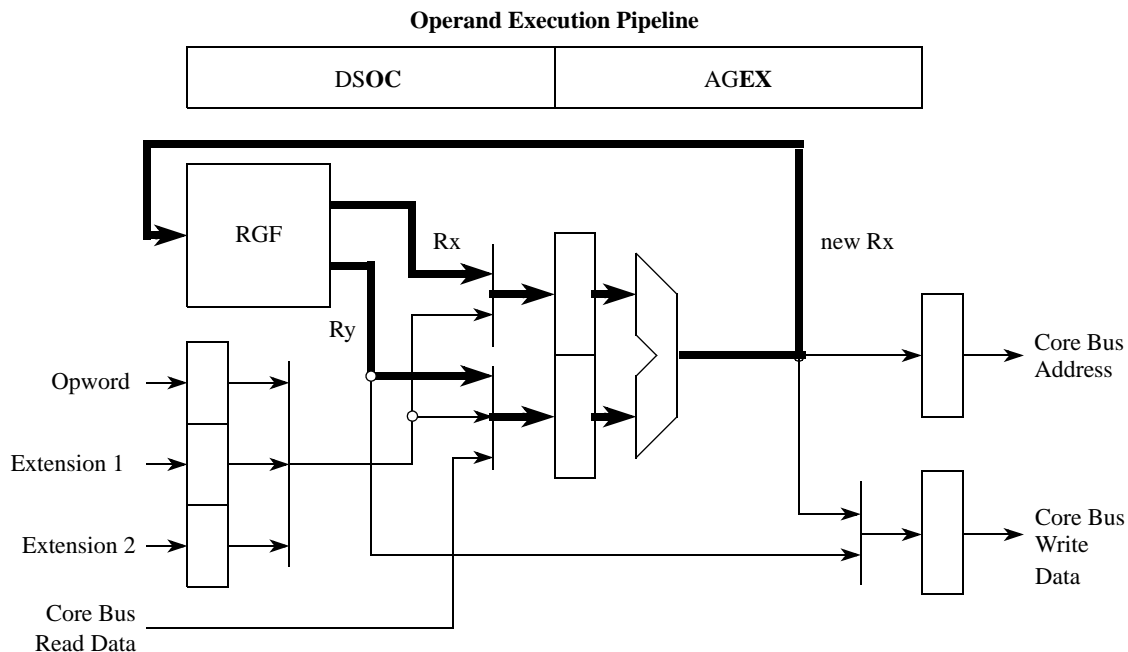 Operand Execution Pipeline
DSOC
AGEX
RGF
Rx
new Rx
Ry
Opword
Extension 1
Extension 2
Core Bus
Read Data
Core Bus
Address
Core Bus
Write
Data